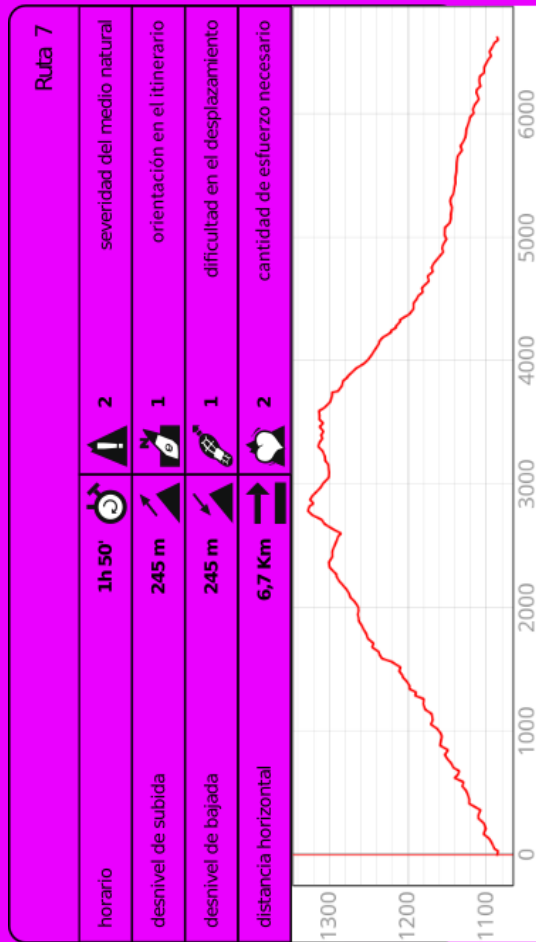 Ruta 7
horario 1h 50' 2 severidad del medio natural
desnivel de subida 245 m N 1 orientación en el itinerario
desnivel de bajada 245 m 1 dificultad en el desplazamiento
distancia horizontal 6,7 Km 2 cantidad de esfuerzo necesario
1300
1200
1100
0 1000 2000 3000 4000 5000 6000